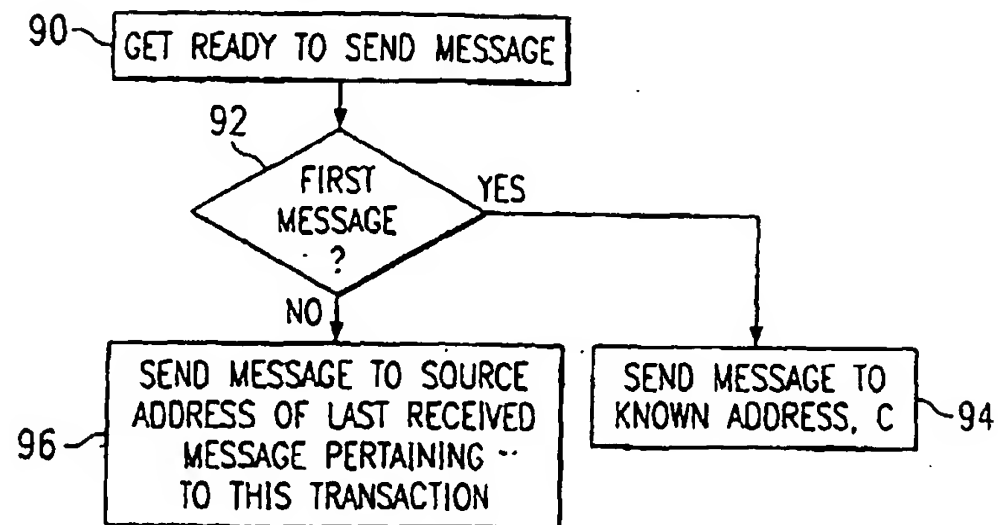 90
GET READY TO SEND MESSAGE
92
FIRST
MESSAGE
?
YES
NO
SEND MESSAGE TO SOURCE
ADDRESS OF LAST RECEIVED
MESSAGE PERTAINING
TO THIS TRANSACTION
96
SEND MESSAGE TO
KNOWN ADDRESS, C
94